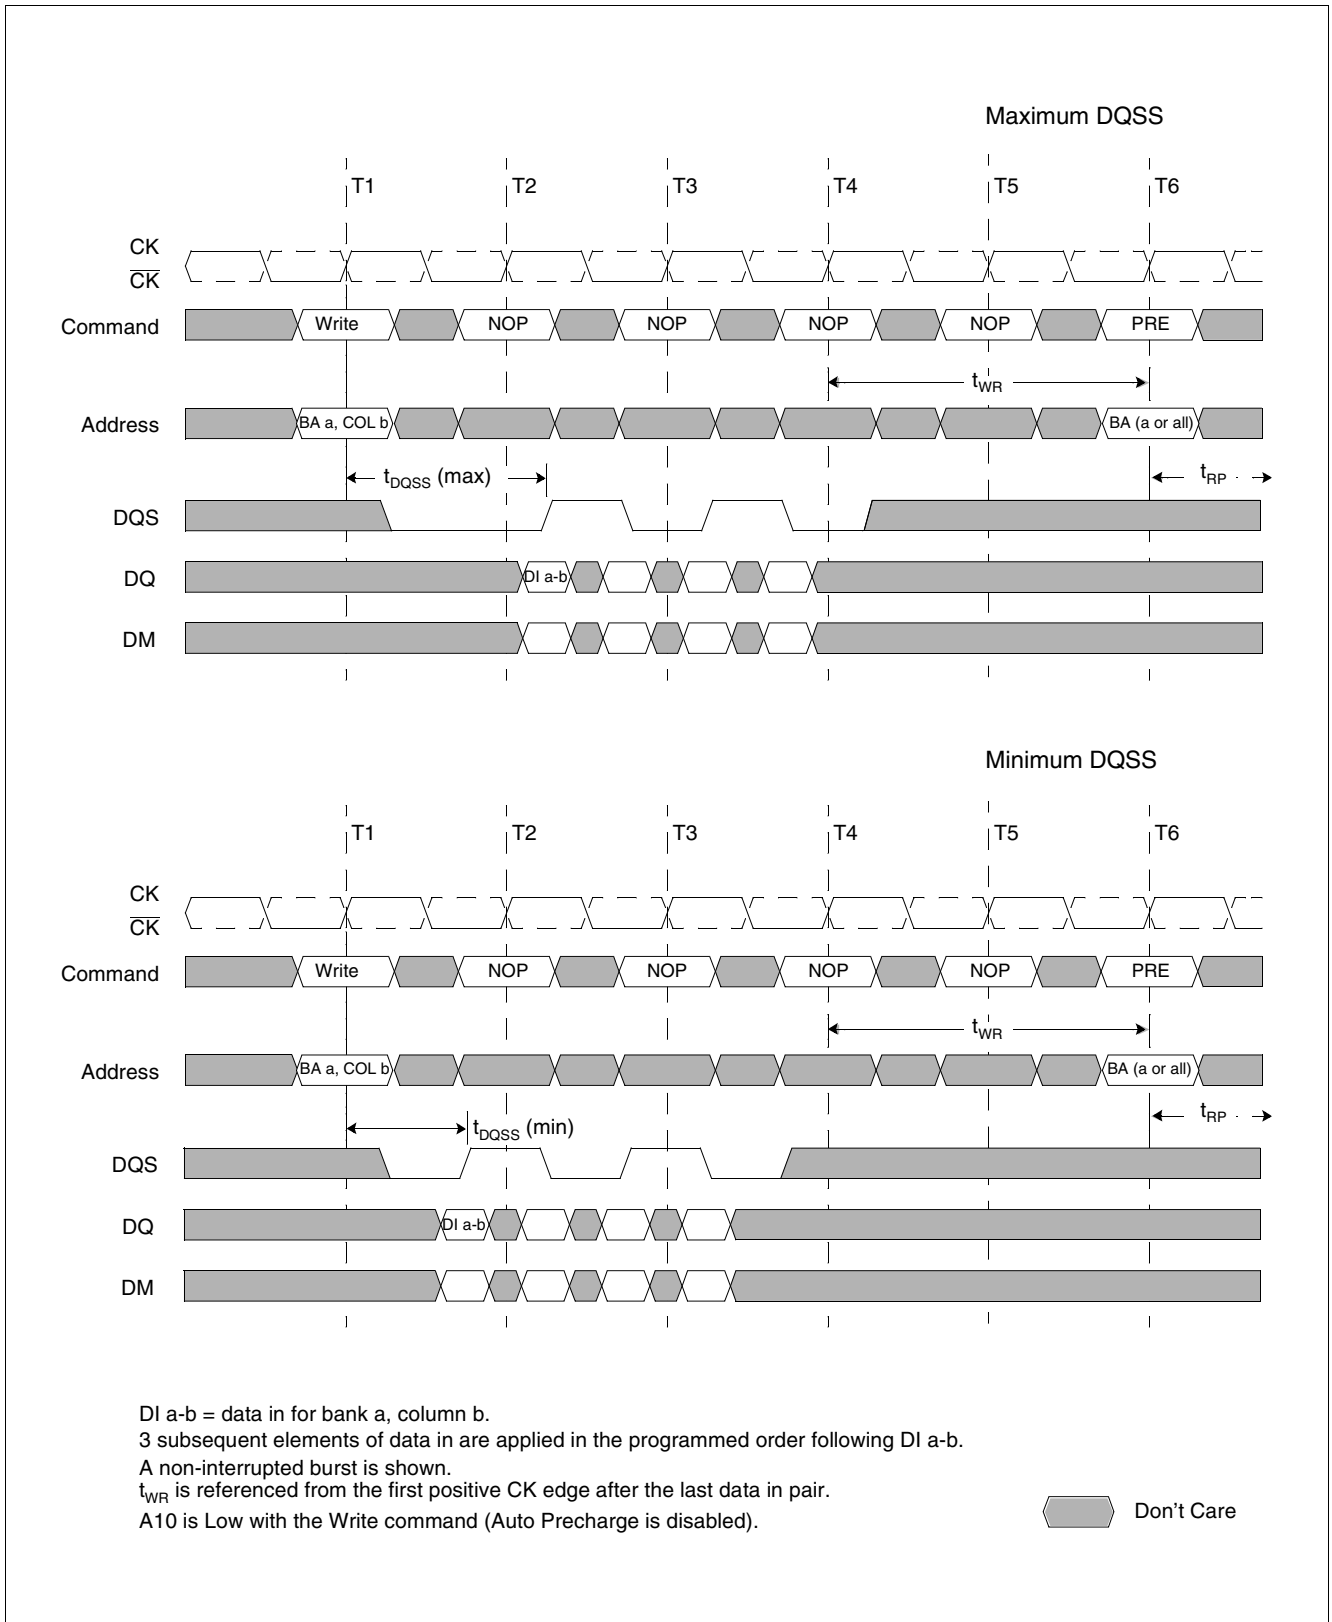 Maximum DQSS
T1 T2 T3 T4 T5 T6
CK
CK
Command Write NOP NOP NOP NOP PRE
tWR
Address BA a, COL b BA (a or all)
tDQSS (max) tRP
DQS
DQ DI a-b
DM
Minimum DQSS
T1 T2 T3 T4 T5 T6
CK
CK
Command Write NOP NOP NOP NOP PRE
tWR
Address BA a, COL b BA (a or all)
tDQSS (min) tRP
DQS
DQ DI a-b
DM
DI a-b = data in for bank a, column b.
3 subsequent elements of data in are applied in the programmed order following DI a-b.
A non-interrupted burst is shown.
tWR is referenced from the first positive CK edge after the last data in pair.
A10 is Low with the Write command (Auto Precharge is disabled).
Don't Care